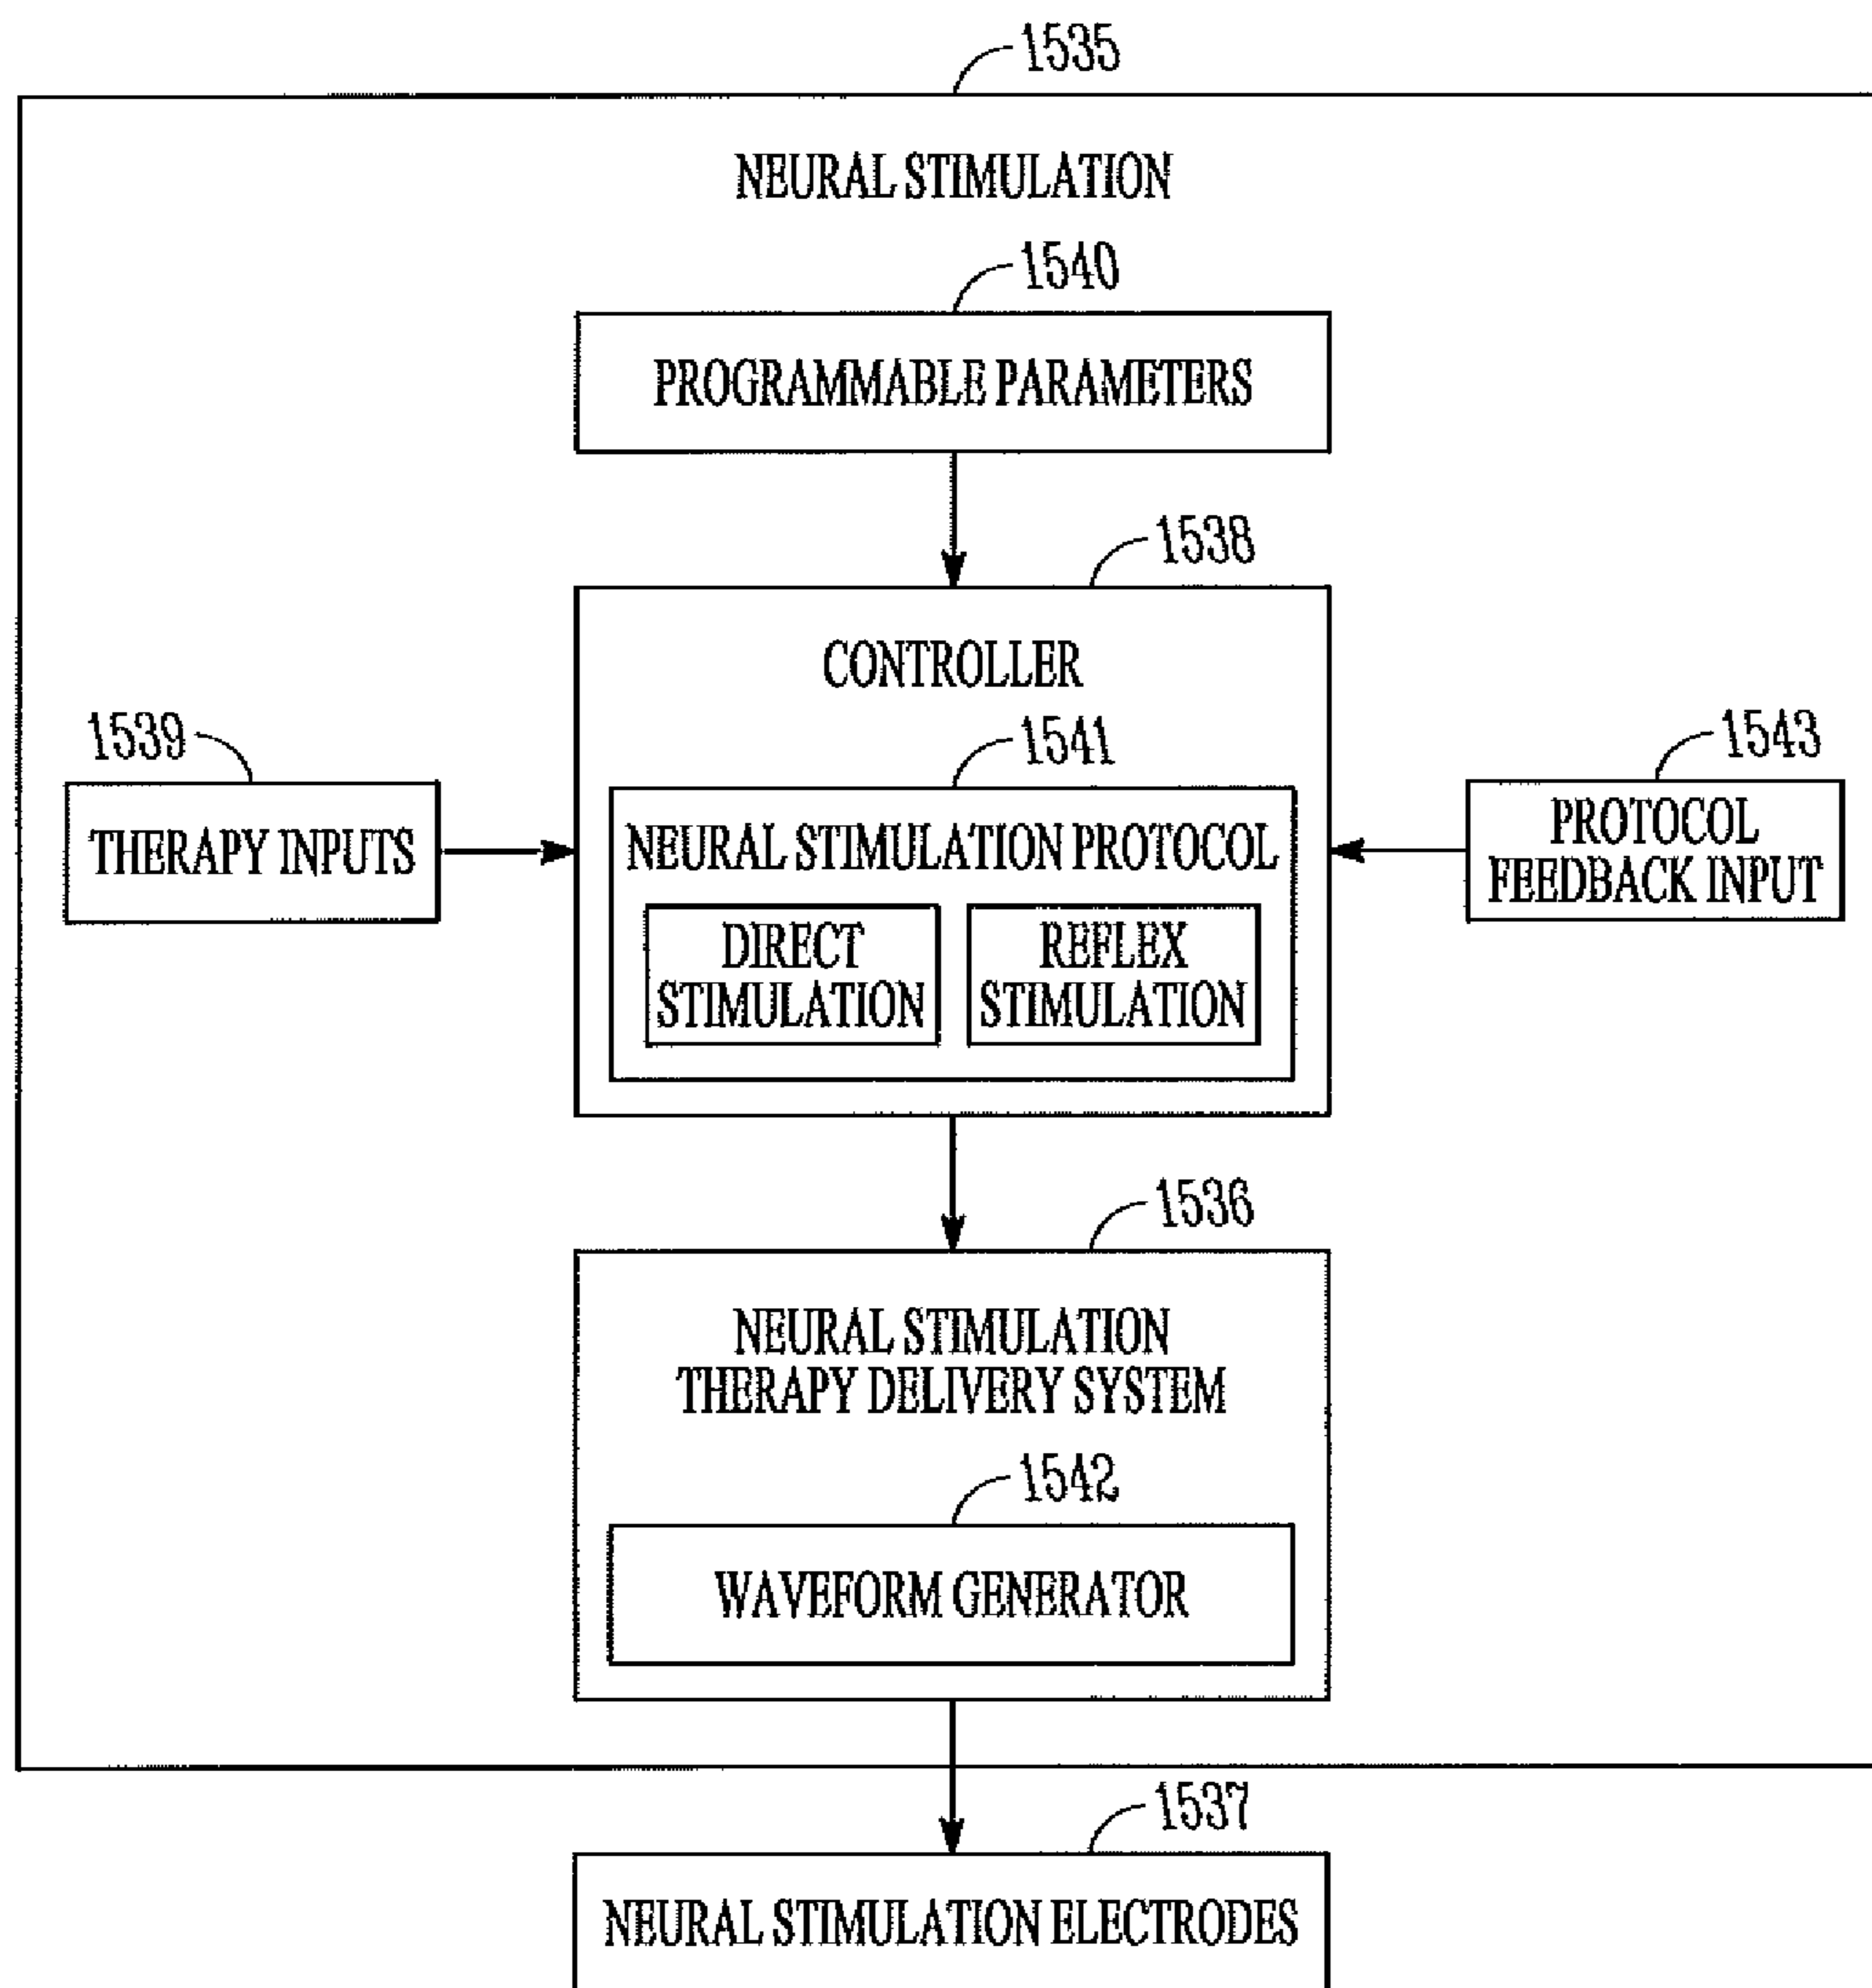 1535
NEURAL STIMULATION
1540
PROGRAMMABLE PARAMETERS
1538
CONTROLLER
1539
THERAPY INPUTS
1541
NEURAL STIMULATION PROTOCOL
DIRECT
STIMULATION
REFLEX
STIMULATION
1543
PROTOCOL
FEEDBACK INPUT
1536
NEURAL STIMULATION
THERAPY DELIVERY SYSTEM
1542
WAVEFORM GENERATOR
1537
NEURAL STIMULATION ELECTRODES